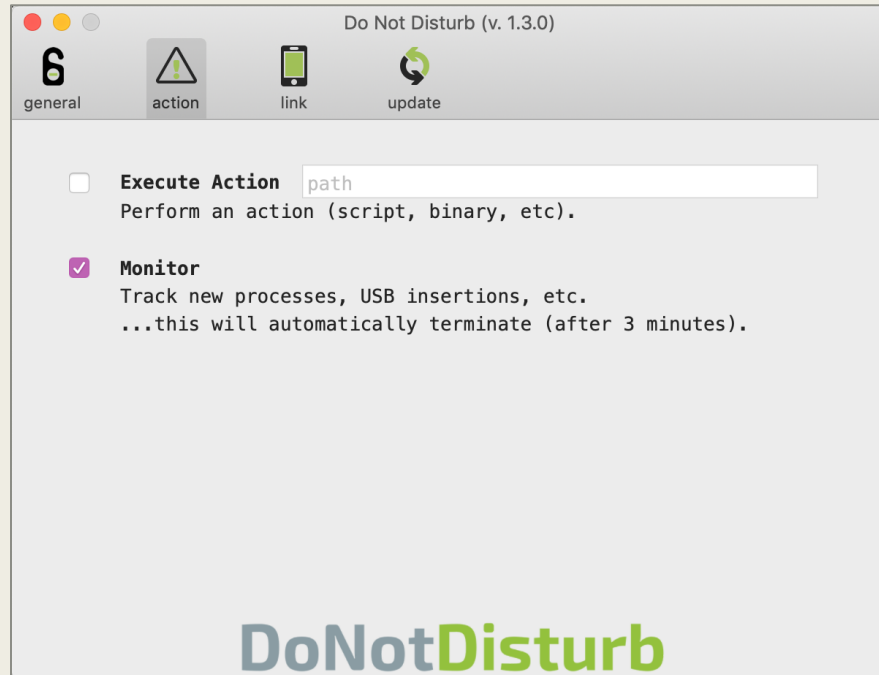 Do Not Disturb (v. 1.3.0)
general action link update
Execute Action path
Perform an action (script, binary, etc).
Monitor
Track new processes, USB insertions, etc.
...this will automatically terminate (after 3 minutes).
DoNotDisturb